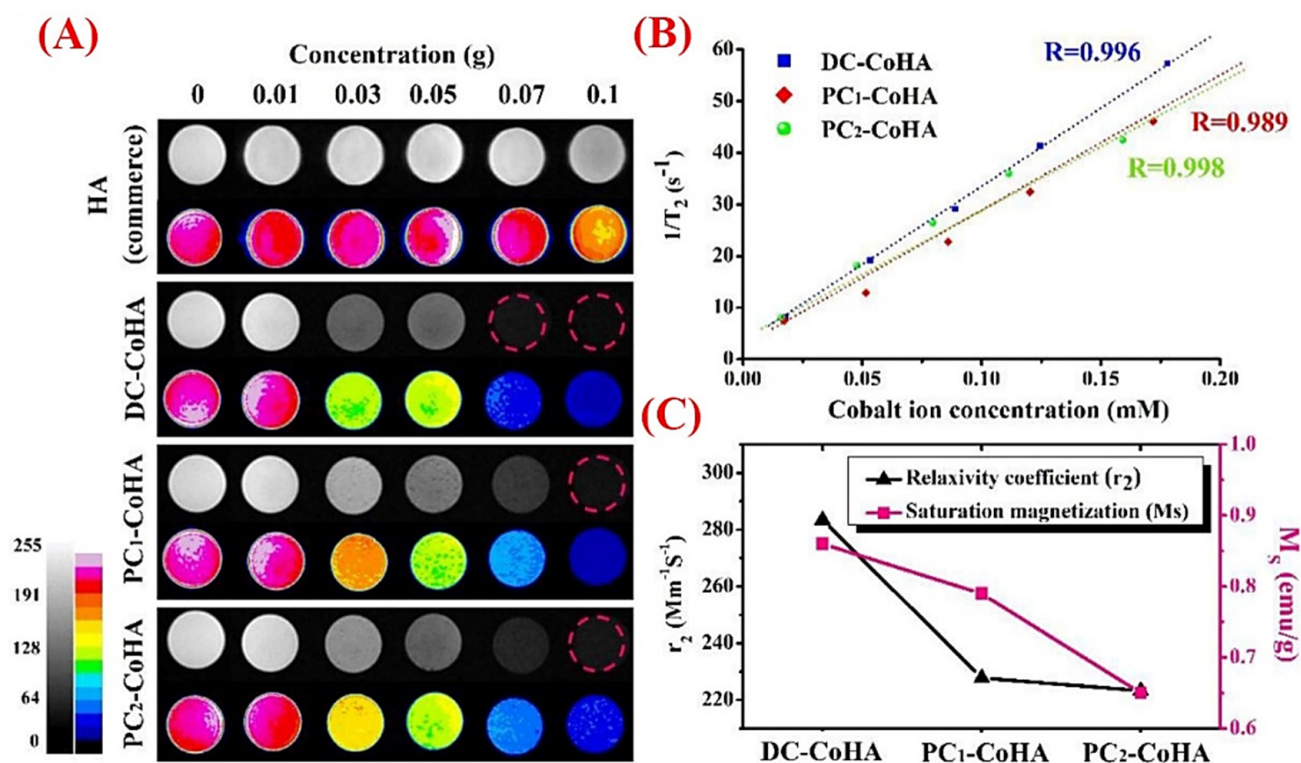 (A)
Concentration (g)
0 0.01 0.03 0.05 0.07 0.1
HA
(commerce)
DC-CoHA
PC₁-CoHA
PC₂-CoHA
255
191
128
64
0
(B)
60
50
40
30
20
10
0
1/T₂ (s⁻¹)
DC-CoHA
PC₁-CoHA
PC₂-CoHA
R=0.996
R=0.989
R=0.998
0.00 0.05 0.10 0.15 0.20
Cobalt ion concentration (mM)
(C)
300
280
260
240
220
r₂ (Mm⁻¹S⁻¹)
Relaxivity coefficient (r₂)
Saturation magnetization (Ms)
1.0
0.9
0.8
0.7
0.6
Mₛ (emu/g)
DC-CoHA PC₁-CoHA PC₂-CoHA